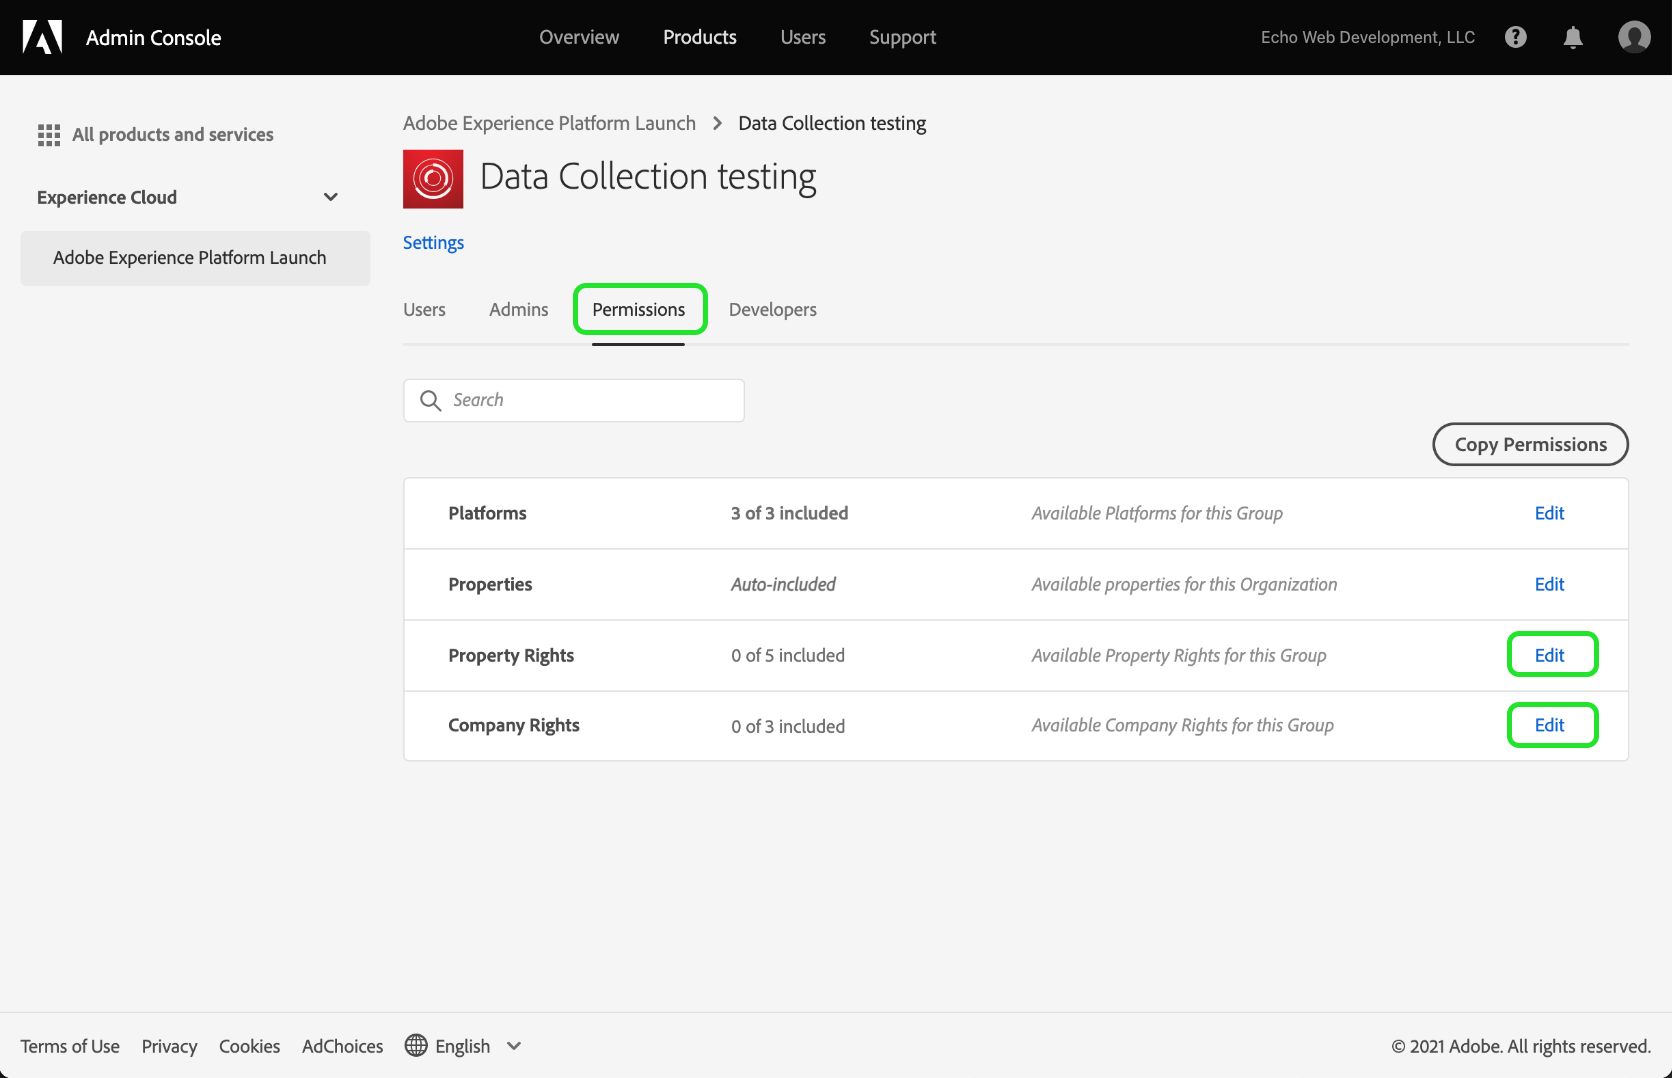 Admin Console
Overview Products Users Support
Echo Web Development, LLC
All products and services
Experience Cloud
Adobe Experience Platform Launch
Adobe Experience Platform Launch > Data Collection testing
Data Collection testing
Settings
Users Admins Permissions Developers
Search
Copy Permissions
Platforms 3 of 3 included Available Platforms for this Group Edit
Properties Auto-included Available properties for this Organization Edit
Property Rights 0 of 5 included Available Property Rights for this Group Edit
Company Rights 0 of 3 included Available Company Rights for this Group Edit
Terms of Use Privacy Cookies AdChoices English © 2021 Adobe. All rights reserved.